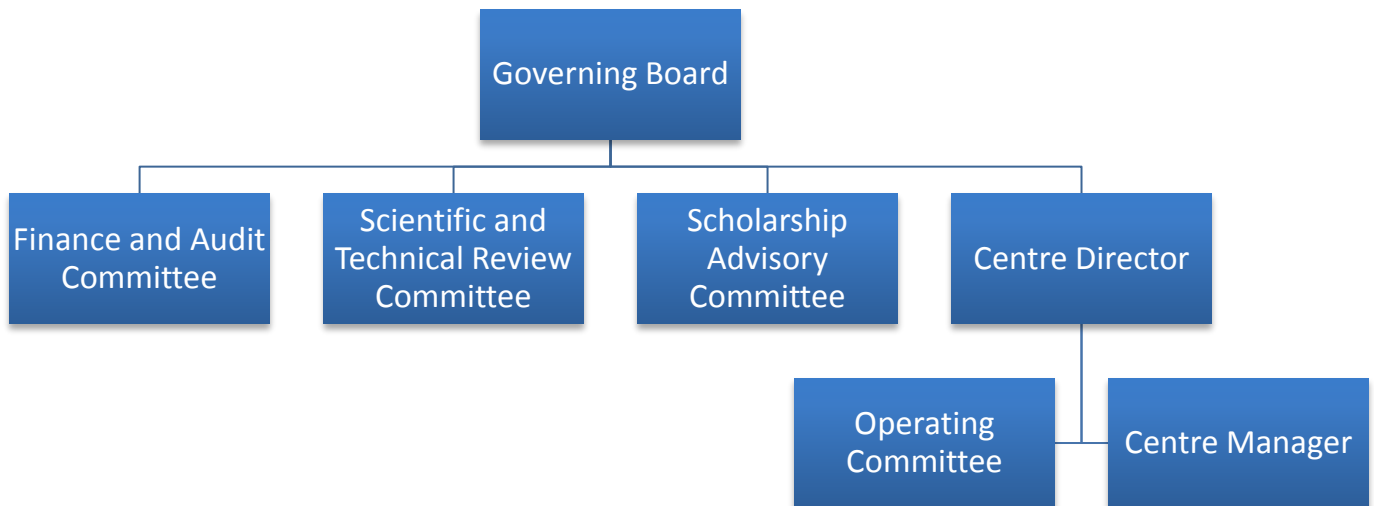 Governing Board
Finance and Audit
Committee
Scientific and
Technical Review
Committee
Scholarship
Advisory
Committee
Centre Director
Operating
Committee
Centre Manager